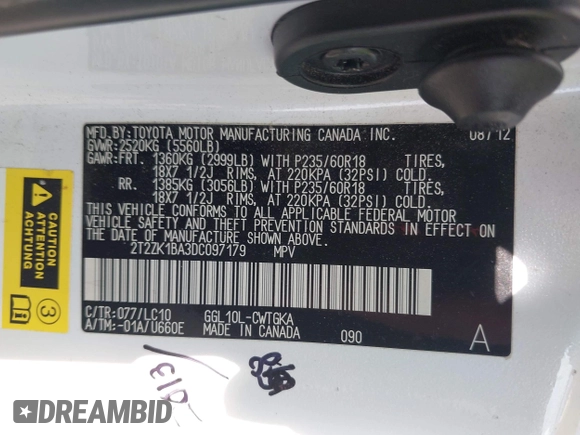 MFD.BY:TOYOTA MOTOR MANUFACTURING CANADA INC. 08/12
GVWR:2520KG (5560LB)
GAWR:FRT. 1360KG (2999LB) WITH P235/60R18 TIRES,
18X7 1/2J RIMS, AT 220KPA (32PSI) COLD.
RR. 1385KG (3056LB) WITH P235/60R18 TIRES,
18X7 1/2J RIMS, AT 220KPA (32PSI) COLD.
THIS VEHICLE CONFORMS TO ALL APPLICABLE FEDERAL MOTOR
VEHICLE SAFETY AND THEFT PREVENTION STANDARDS IN EFFECT
ON THE DATE OF MANUFACTURE SHOWN ABOVE.
2T2ZK1BA3DC097179 MPV
C/TR:077/LC10 GGL10L-CWTGKA
A/TM:-01A/U660E MADE IN CANADA 090 A
ACHTUNG
3
913
DREAMBID